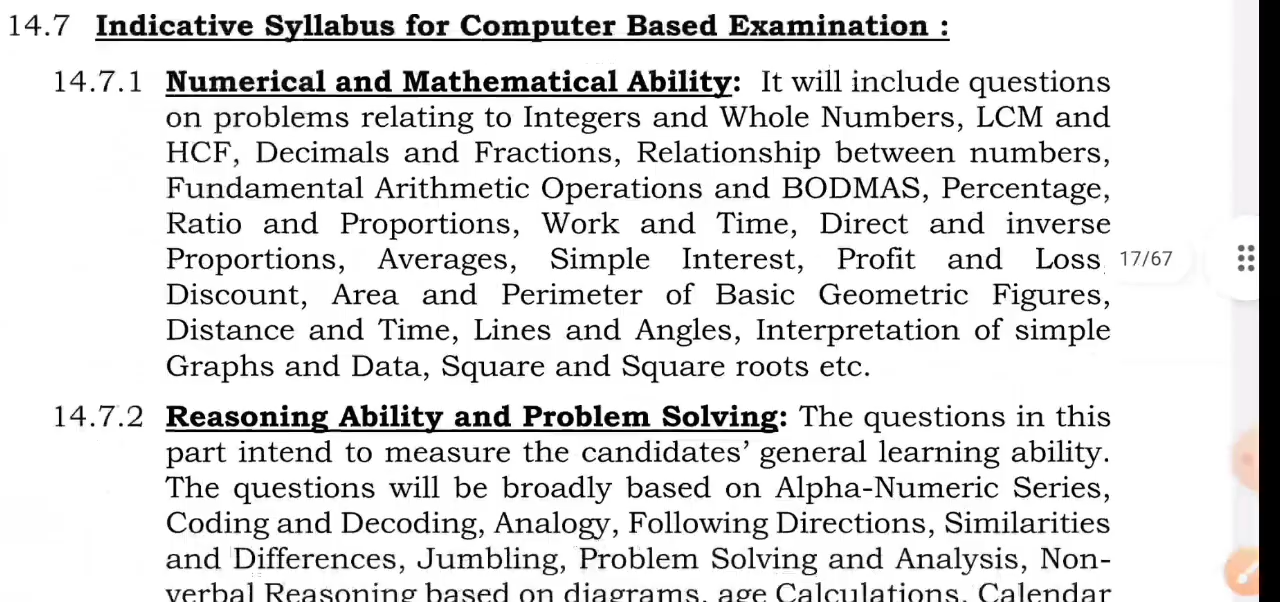 14.7 Indicative Syllabus for Computer Based Examination :
14.7.1 Numerical and Mathematical Ability: It will include questions
on problems relating to Integers and Whole Numbers, LCM and
HCF, Decimals and Fractions, Relationship between numbers,
Fundamental Arithmetic Operations and BODMAS, Percentage,
Ratio and Proportions, Work and Time, Direct and inverse
Proportions, Averages, Simple Interest, Profit and Loss
17/67
Discount, Area and Perimeter of Basic Geometric Figures,
Distance and Time, Lines and Angles, Interpretation of simple
Graphs and Data, Square and Square roots etc.
14.7.2 Reasoning Ability and Problem Solving: The questions in this
part intend to measure the candidates' general learning ability.
The questions will be broadly based on Alpha-Numeric Series,
Coding and Decoding, Analogy, Following Directions, Similarities
and Differences, Jumbling, Problem Solving and Analysis, Non-
verbal Reasoning based on diagrams, age Calculations, Calendar